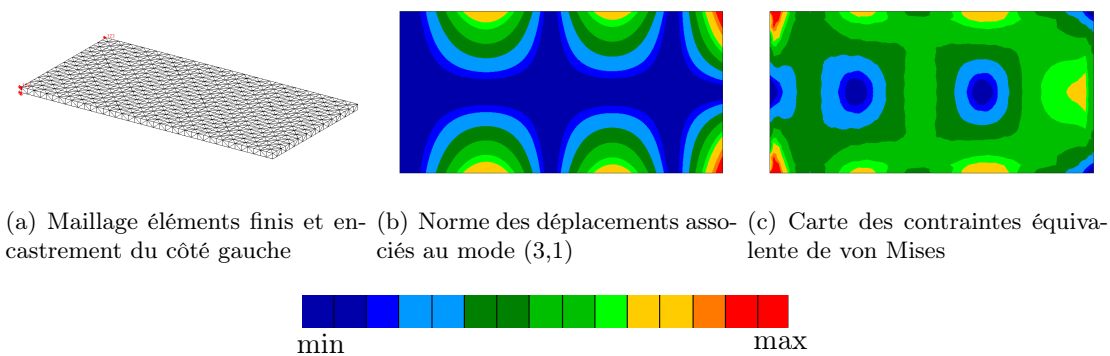 (a) Maillage éléments finis et en-
castrement du côté gauche
(b) Norme des déplacements asso-
ciés au mode (3,1)
(c) Carte des contraintes équiva-
lente de von Mises
min
max